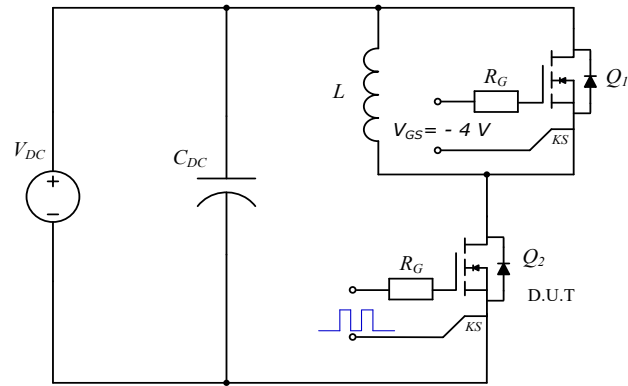 Q1
RG
L
VGS= - 4 V
KS
VDC
CDC
RG
Q2
D.U.T
KS